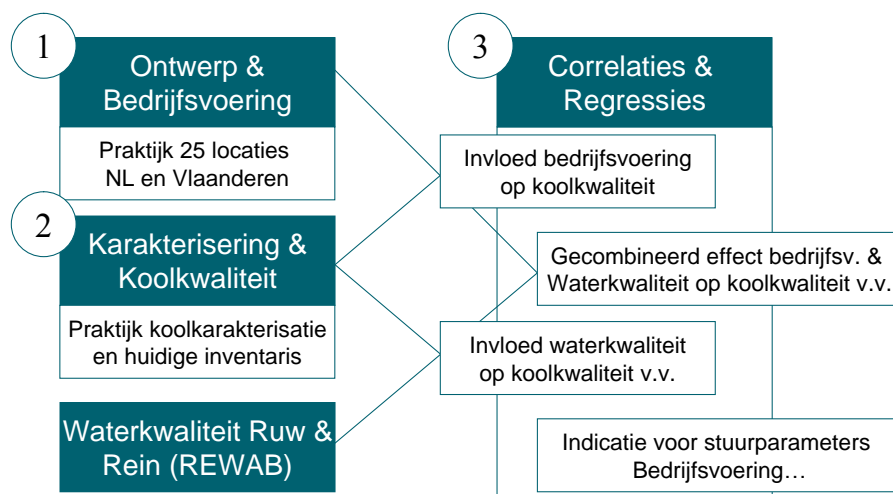 1
Ontwerp &
Bedrijfsvoering
Praktijk 25 locaties
NL en Vlaanderen
2
Karakterisering &
Koolkwaliteit
Praktijk koolkarakterisatie
en huidige inventaris
Waterkwaliteit Ruw &
Rein (REWAB)
3
Correlaties &
Regressies
Invloed bedrijfsvoering
op koolkwaliteit
Gecombineerd effect bedrijfsv. &
Waterkwaliteit op koolkwaliteit v.v.
Invloed waterkwaliteit
op koolkwaliteit v.v.
Indicatie voor stuurparameters
Bedrijfsvoering…